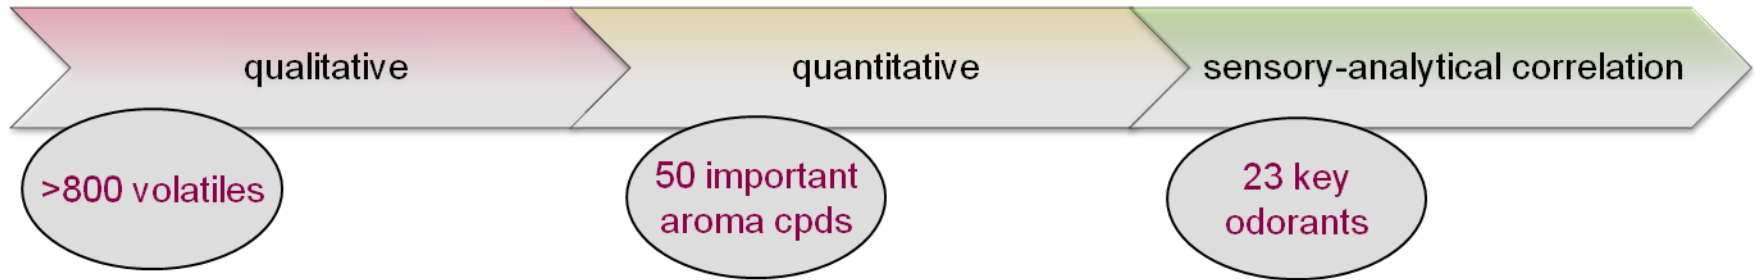 qualitative
quantitative
sensory-analytical correlation
>800 volatiles
50 important
aroma cpds
23 key
odorants